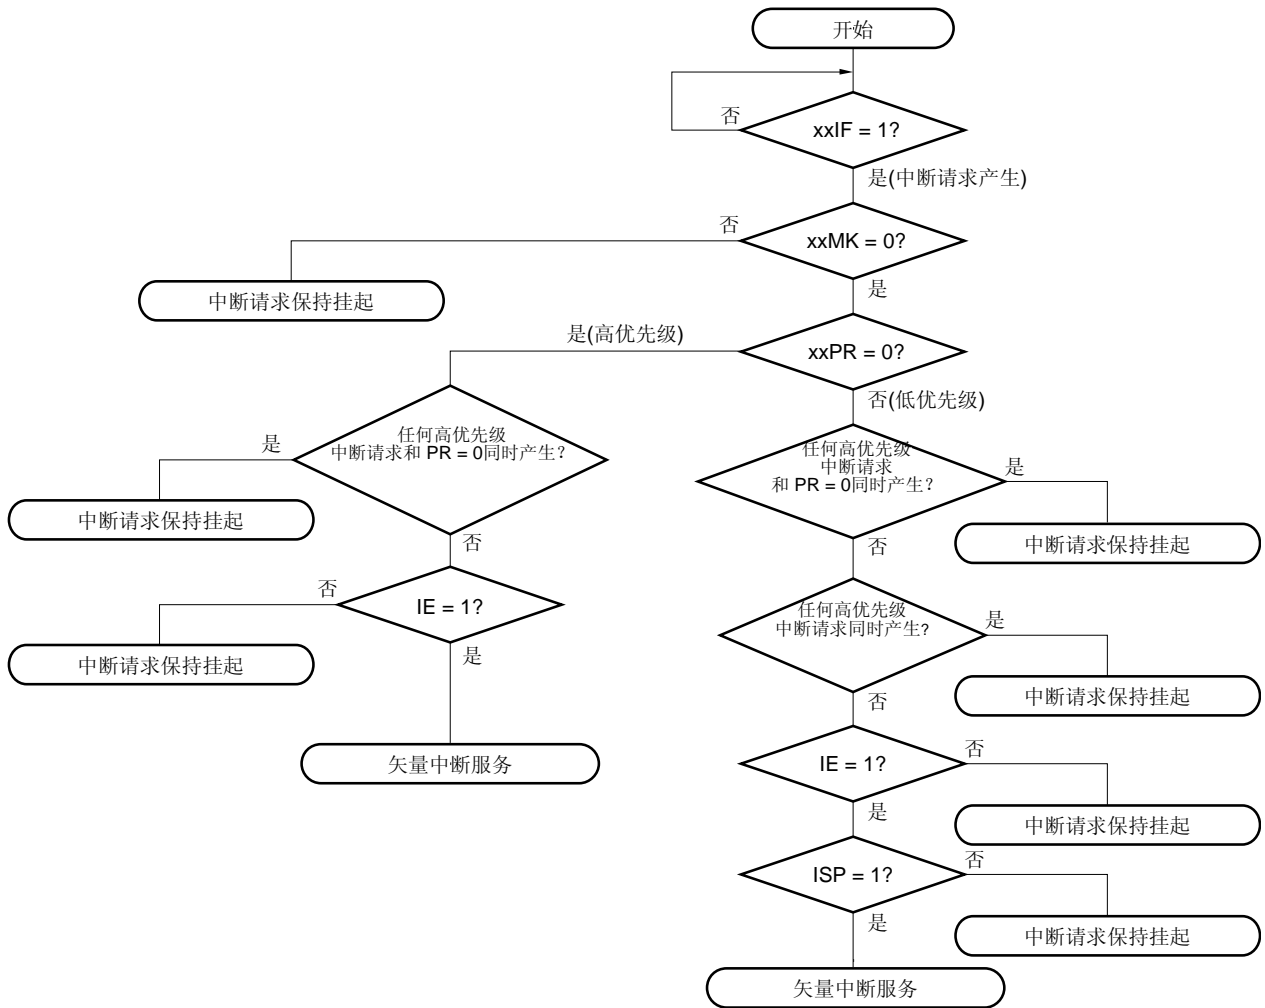 开始
xxIF = 1?
否
是(中断请求产生)
xxMK = 0?
否
中断请求保持挂起
是
xxPR = 0?
是(高优先级)
否(低优先级)
任何高优先级
中断请求和 PR = 0同时产生?
是
中断请求保持挂起
否
IE = 1?
否
中断请求保持挂起
是
矢量中断服务
任何高优先级
中断请求
和 PR = 0同时产生?
是
中断请求保持挂起
否
任何高优先级
中断请求同时产生?
是
中断请求保持挂起
否
IE = 1?
否
中断请求保持挂起
是
ISP = 1?
否
中断请求保持挂起
是
矢量中断服务